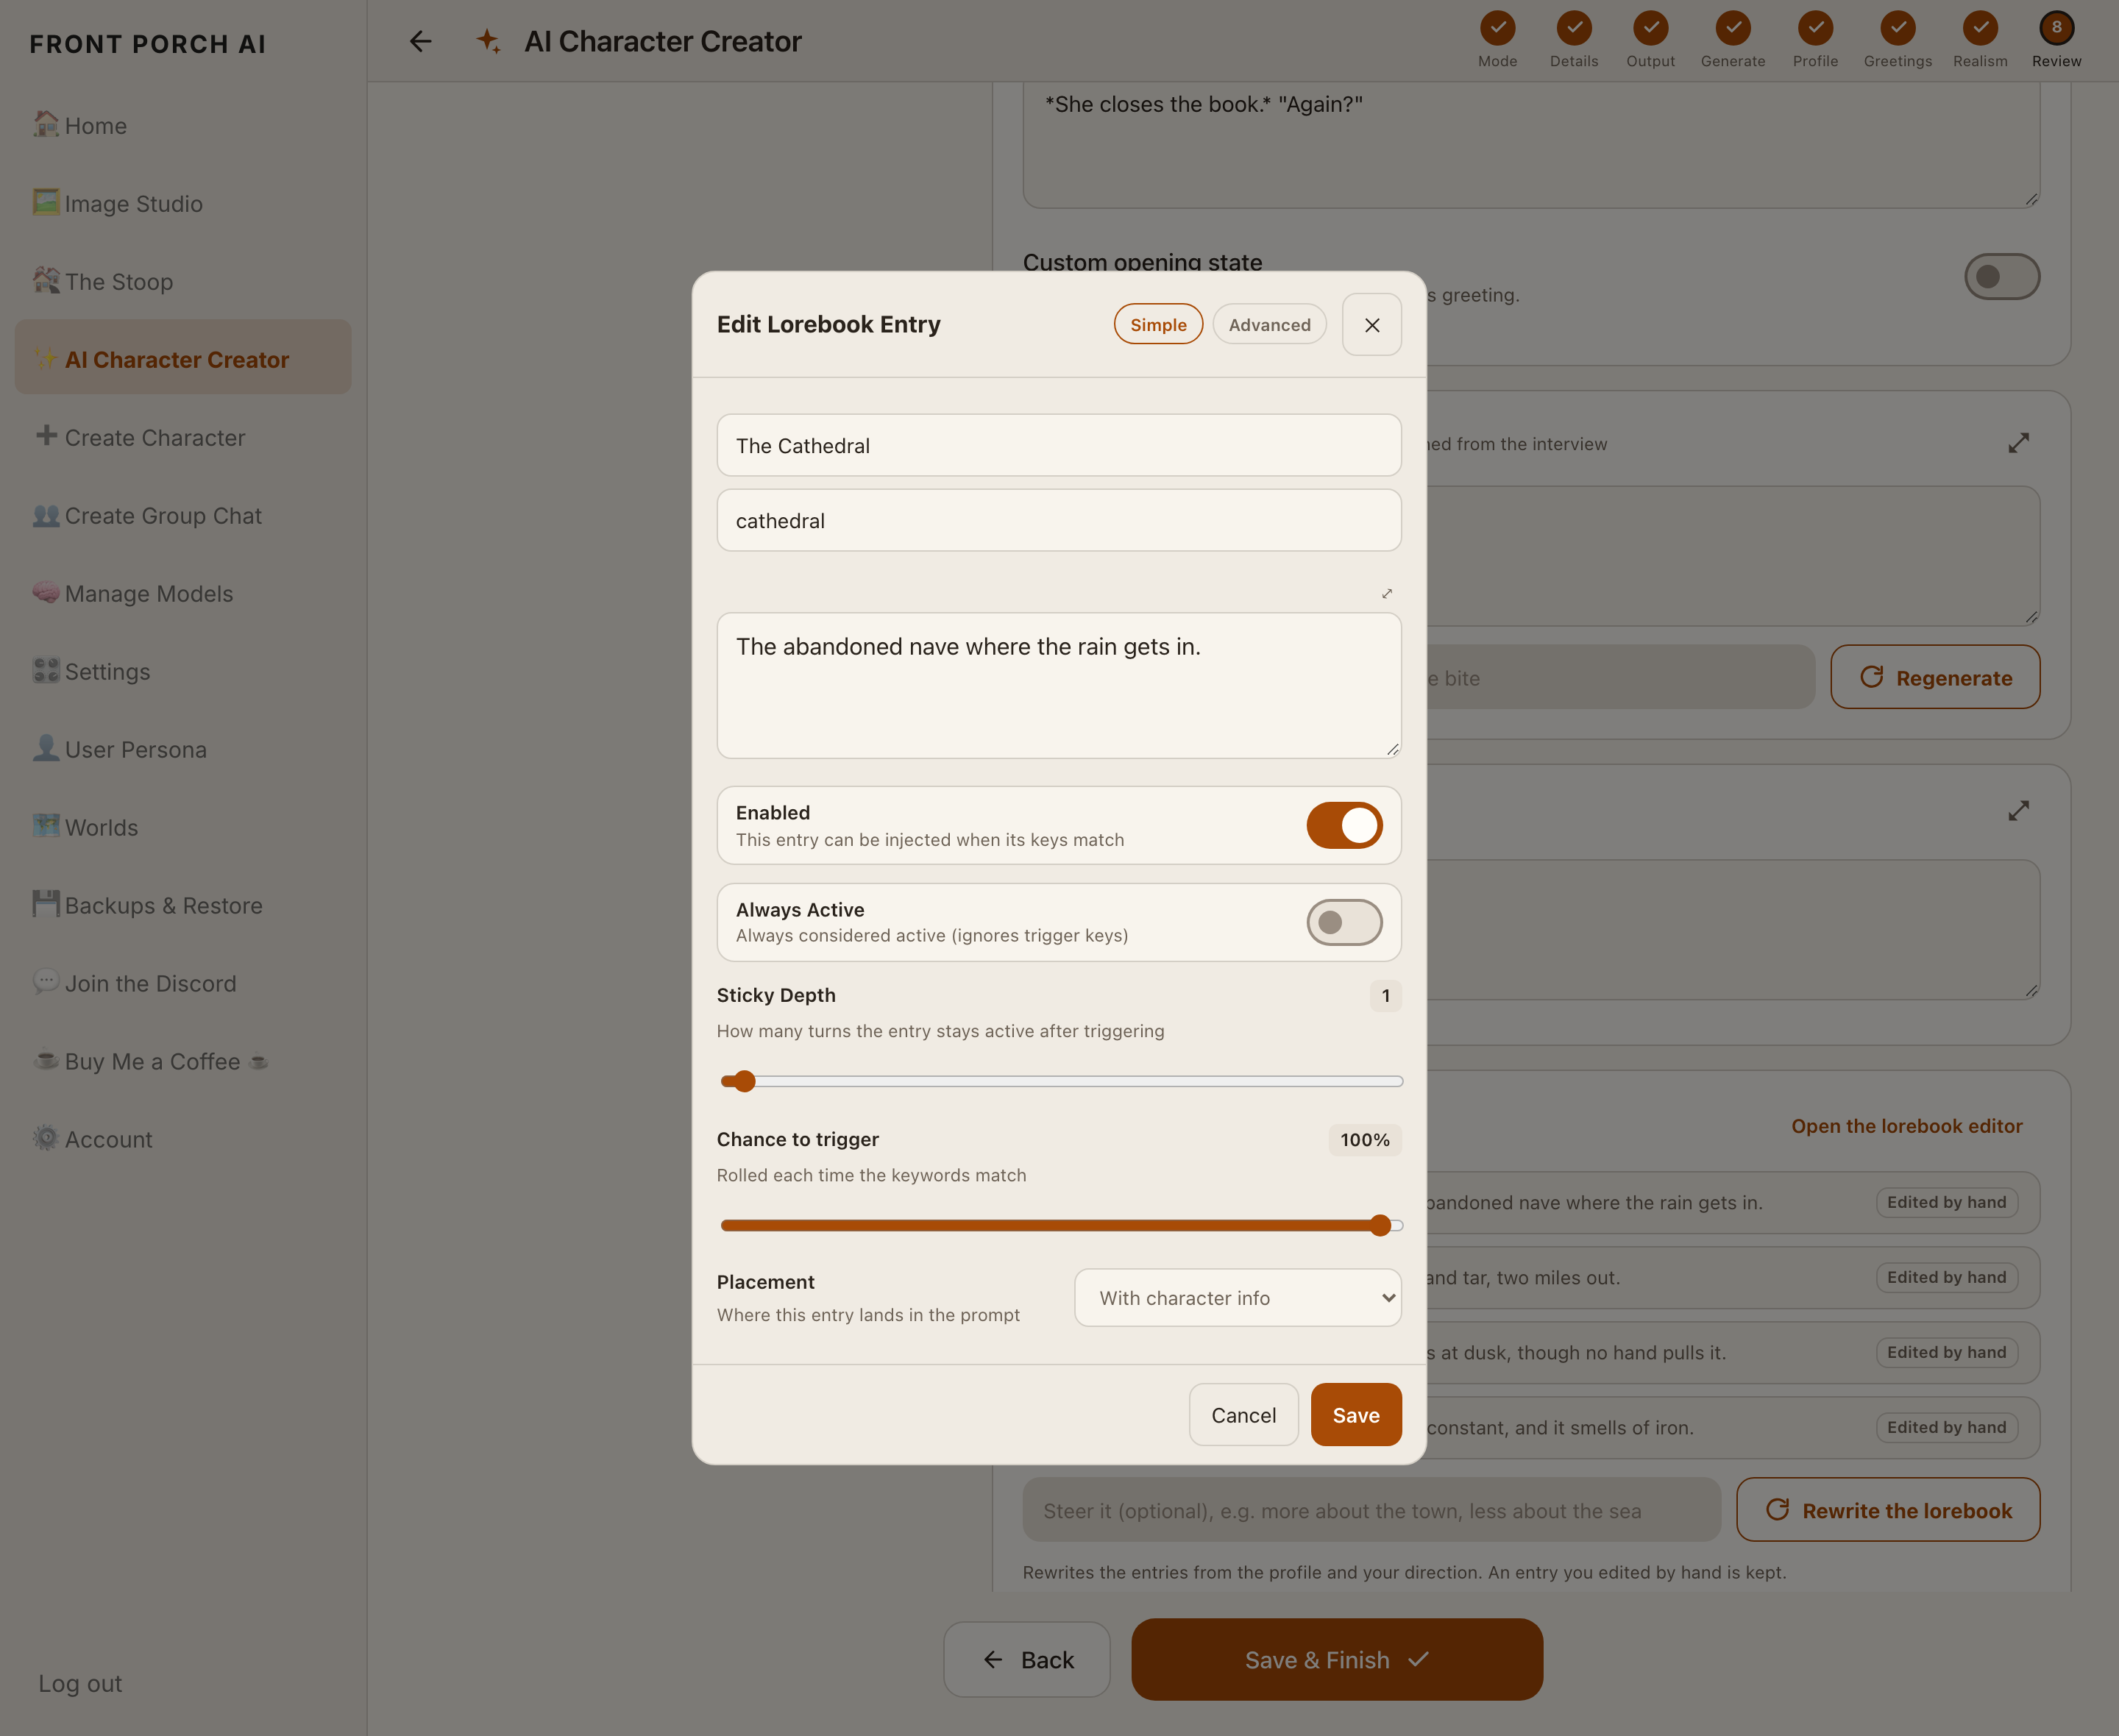 FRONT PORCH AI
Home
Image Studio
The Stoop
AI Character Creator
Create Character
Create Group Chat
Manage Models
Settings
User Persona
Worlds
Backups & Restore
Join the Discord
Buy Me a Coffee
Account
Log out
AI Character Creator
Mode
Details
Output
Generate
Profile
Greetings
Realism
8
Review
*She closes the book.* "Again?"
Custom opening state
s greeting.
ned from the interview
e bite
Regenerate
Open the lorebook editor
bandoned nave where the rain gets in.
Edited by hand
and tar, two miles out.
Edited by hand
s at dusk, though no hand pulls it.
Edited by hand
constant, and it smells of iron.
Edited by hand
Steer it (optional), e.g. more about the town, less about the sea
Rewrite the lorebook
Rewrites the entries from the profile and your direction. An entry you edited by hand is kept.
Back
Save & Finish
Edit Lorebook Entry
Simple
Advanced
The Cathedral
cathedral
The abandoned nave where the rain gets in.
Enabled
This entry can be injected when its keys match
Always Active
Always considered active (ignores trigger keys)
Sticky Depth
1
How many turns the entry stays active after triggering
Chance to trigger
100%
Rolled each time the keywords match
Placement
Where this entry lands in the prompt
With character info
Cancel
Save